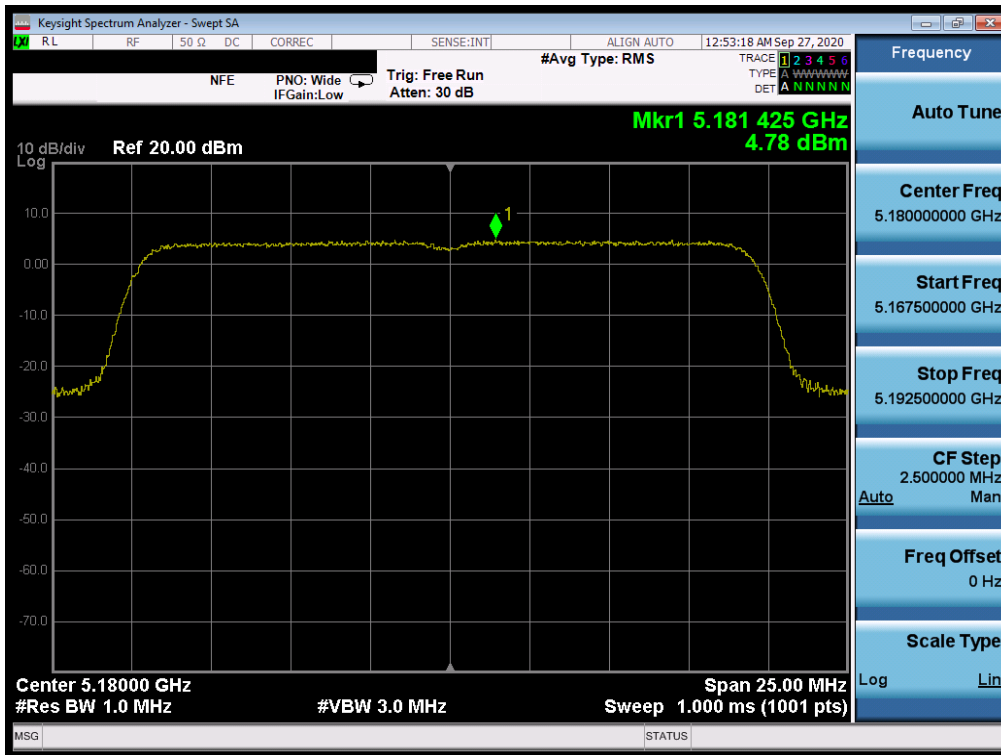 Keysight Spectrum Analyzer - Swept SA
LXI RL RF 50 Ω DC CORREC SENSE:INT ALIGN AUTO 12:53:18 AM Sep 27, 2020
NFE PNO: Wide IFGain:Low Trig: Free Run Atten: 30 dB #Avg Type: RMS
TRACE 1 2 3 4 5 6
TYPE A WWWWW
DET A N N N N N
Mkr1 5.181 425 GHz
4.78 dBm
10 dB/div Ref 20.00 dBm
Log
1
10.0
0.00
-10.0
-20.0
-30.0
-40.0
-50.0
-60.0
-70.0
Center 5.18000 GHz Span 25.00 MHz
#Res BW 1.0 MHz #VBW 3.0 MHz Sweep 1.000 ms (1001 pts)
MSG STATUS
Frequency
Auto Tune
Center Freq
5.180000000 GHz
Start Freq
5.167500000 GHz
Stop Freq
5.192500000 GHz
CF Step
2.500000 MHz
Auto Man
Freq Offset
0 Hz
Scale Type
Log Lin